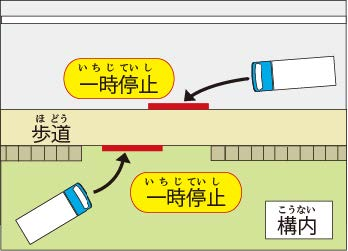 いちじていし
一時停止
ほどう
歩道
いちじていし
一時停止
こうない
構内